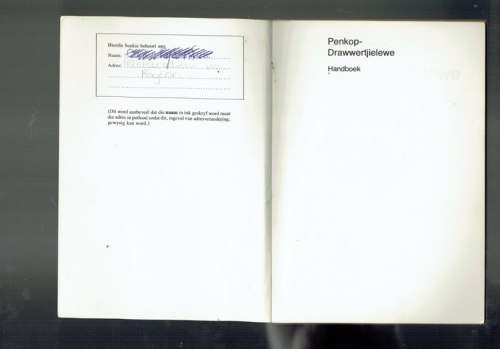 Hierdie boekie behoort aan
Naam:
Adres:
(Dit word aanbeveel dat die naam in ink geskryf word maar
die adres in potlood sodat dit, ingeval van adresverandering,
gewysig kan word.)
Penkop-
Drawwertjielewe
Handboek